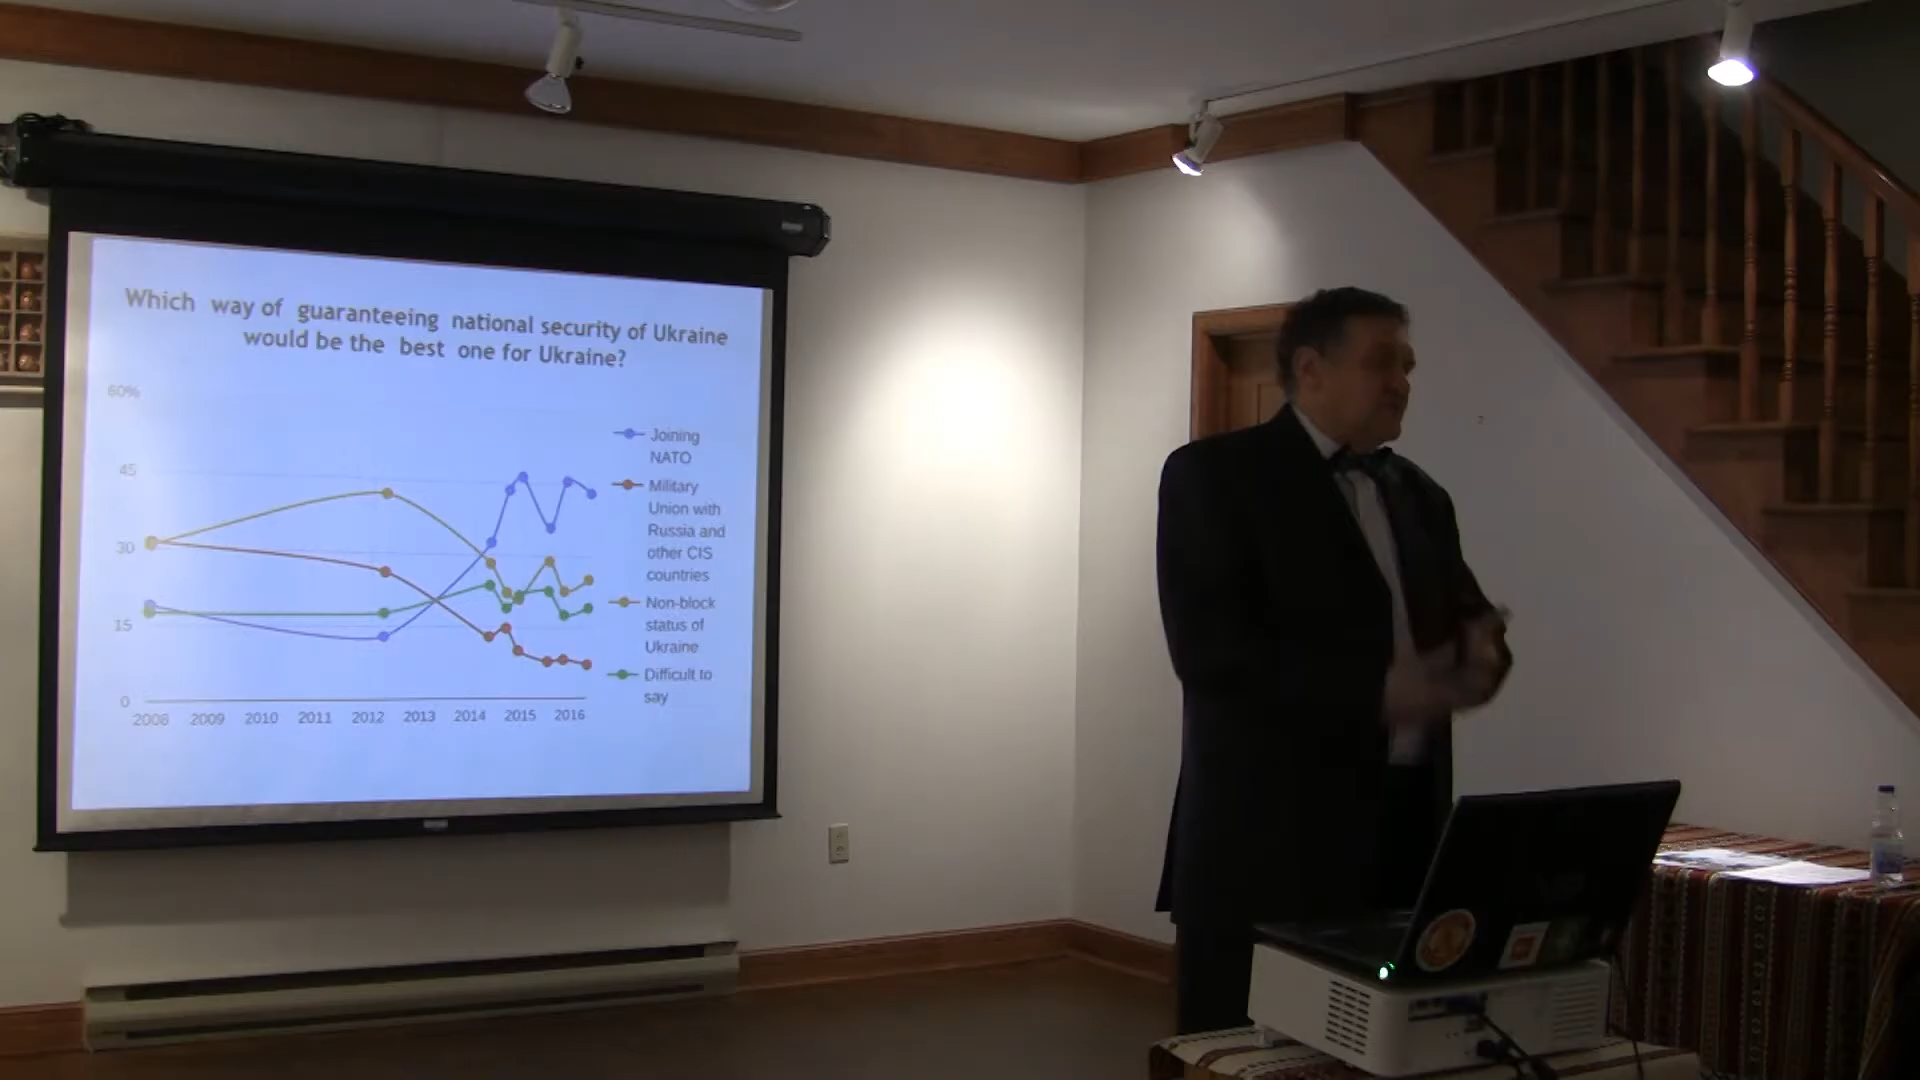 Which way of guaranteeing national security of Ukraine
would be the best one for Ukraine?
60%
45
30
15
0
2008 2009 2010 2011 2012 2013 2014 2015 2016
Joining
NATO
Military
Union with
Russia and
other CIS
countries
Non-block
status of
Ukraine
Difficult to
say